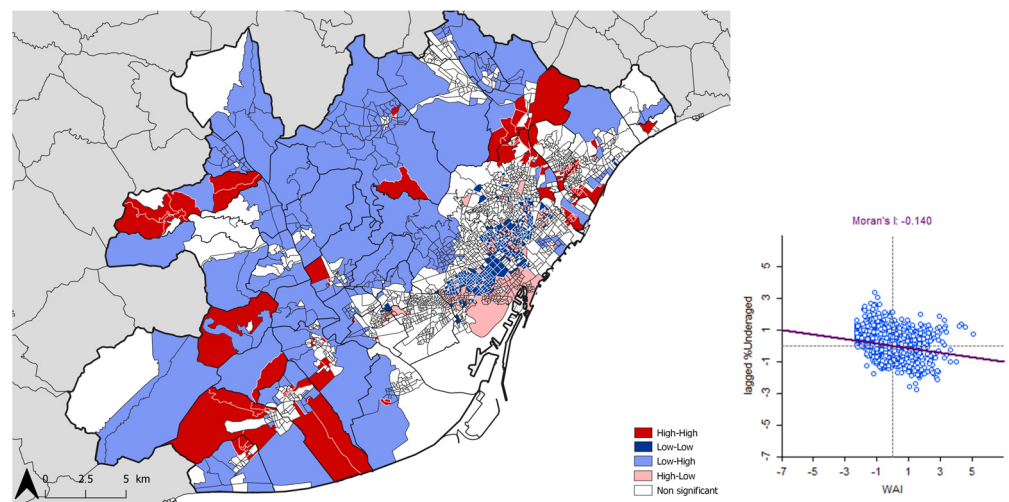 0 2.5 5 km
High-High
Low-Low
Low-High
High-Low
Non significant
Moran's I: -0.140
lagged %Underaged
5
3
1
-1
-3
-5
-7
-7 -5 -3 -1 1 3 5
WAI